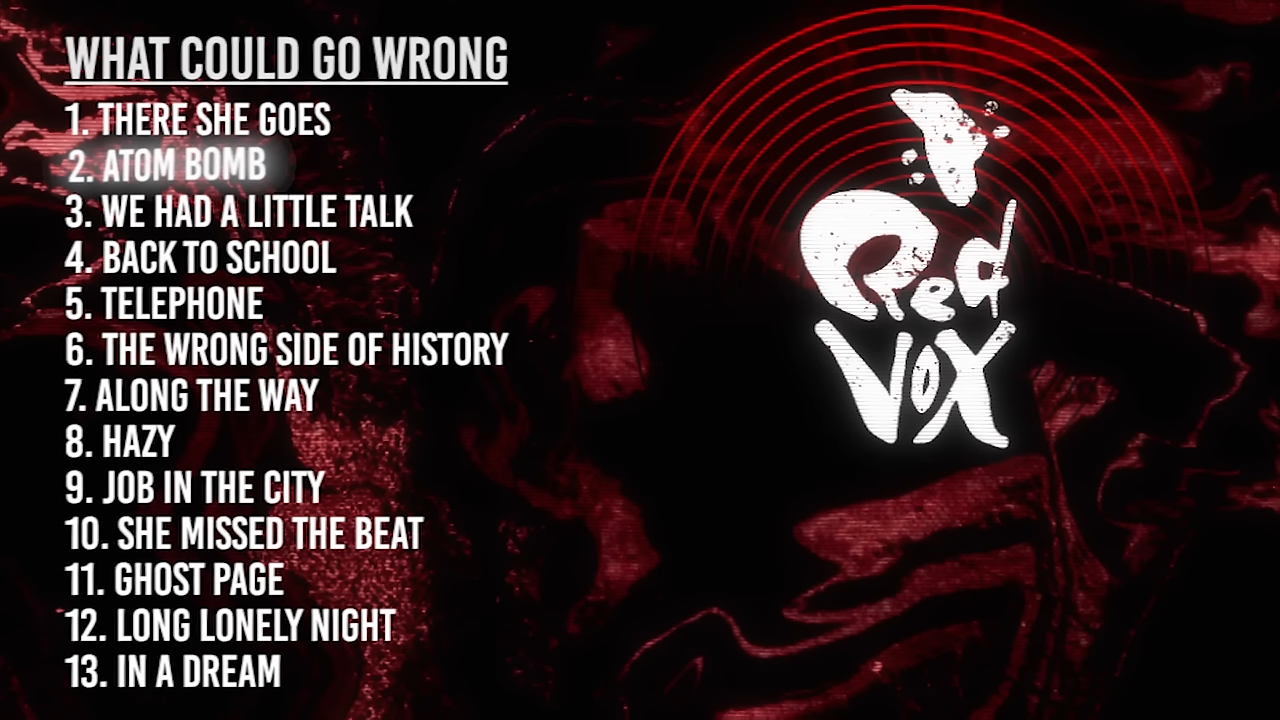 WHAT COULD GO WRONG
1. THERE SHE GOES
2. ATOM BOMB
3. WE HAD A LITTLE TALK
4. BACK TO SCHOOL
5. TELEPHONE
6. THE WRONG SIDE OF HISTORY
7. ALONG THE WAY
8. HAZY
9. JOB IN THE CITY
10. SHE MISSED THE BEAT
11. GHOST PAGE
12. LONG LONELY NIGHT
13. IN A DREAM
Red
VOX